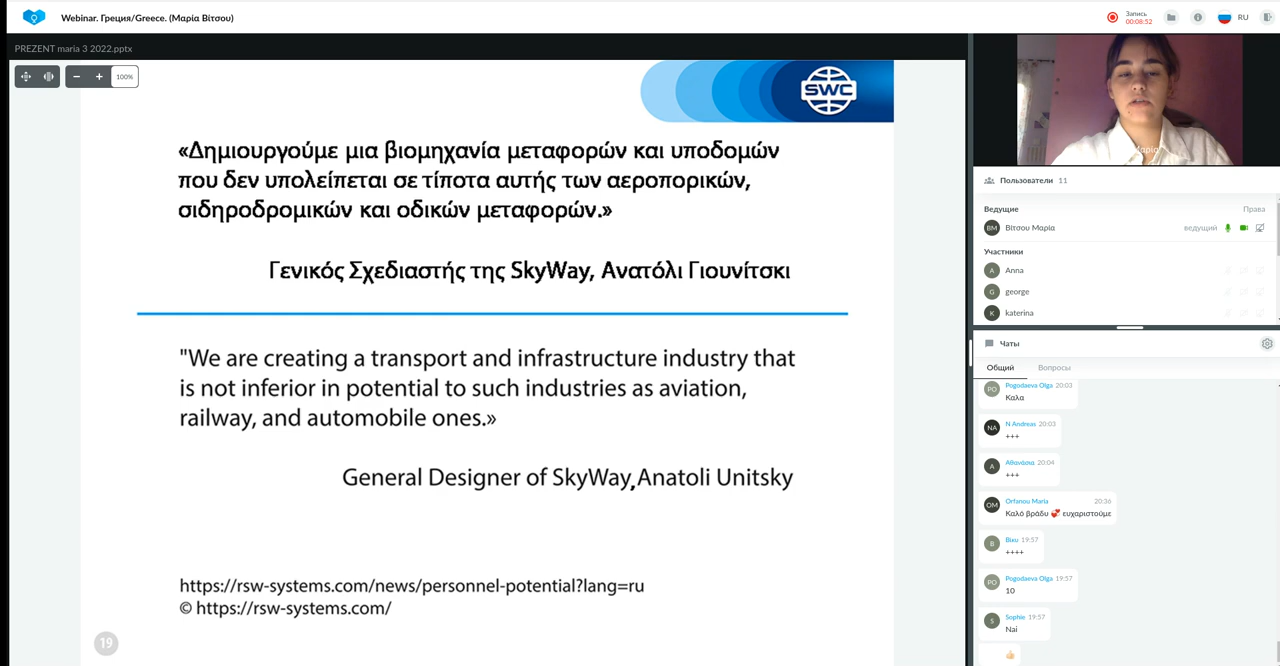 Webinar. Греция/Greece. (Μαρία Βίτσου)
Запись
00:08:52
RU
PREZENT maria 3 2022.pptx
100%
SWC
«Δημιουργούμε μια βιομηχανία μεταφορών και υποδομών
που δεν υπολείπεται σε τίποτα αυτής των αεροπορικών,
σιδηροδρομικών και οδικών μεταφορών.»
Γενικός Σχεδιαστής της SkyWay, Ανατόλι Γιουνίτσκι
"We are creating a transport and infrastructure industry that
is not inferior in potential to such industries as aviation,
railway, and automobile ones.»
General Designer of SkyWay,Anatoli Unitsky
https://rsw-systems.com/news/personnel-potential?lang=ru
© https://rsw-systems.com/
19
Μαρία
Пользователи 11
Ведущие Права
ΒΜ Βίτσου Μαρία ведущий
Участники
A Anna
G george
K katerina
Чаты
Общий Вопросы
PO Pogodaeva Olga 20:03
Καλα
NA N Andreas 20:03
+++
Α Αθανάσια 20:04
+++
OM Orfanou Maria 20:36
Καλό βράδυ 💞 ευχαριστούμε
В Вікυ 19:57
++++
PO Pogodaeva Olga 19:57
10
S Sophie 19:57
Nai
👍🏻